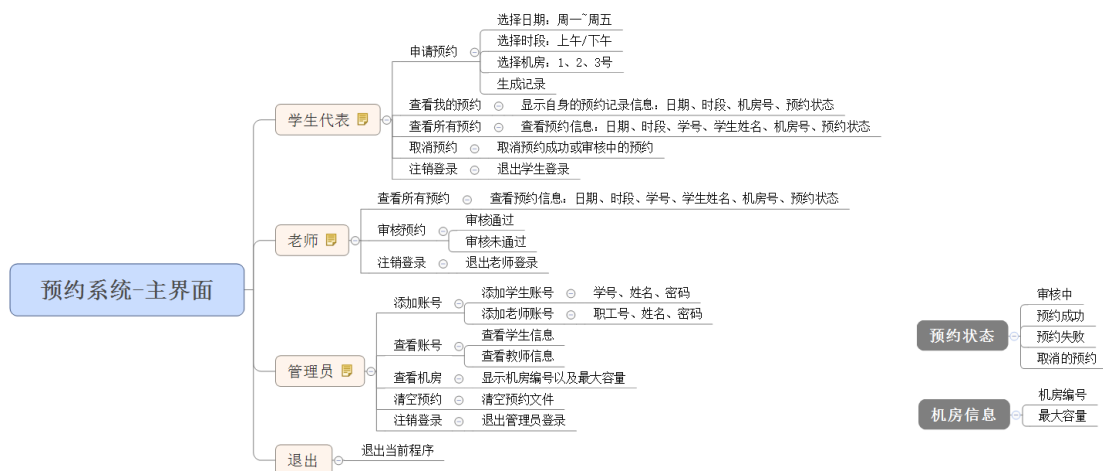 预约系统-主界面
学生代表
申请预约
选择日期：周一~周五
选择时段：上午/下午
选择机房：1、2、3号
生成记录
查看我的预约
显示自身的预约记录信息：日期、时段、机房号、预约状态
查看所有预约
查看预约信息：日期、时段、学号、学生姓名、机房号、预约状态
取消预约
取消预约成功或审核中的预约
注销登录
退出学生登录
老师
查看所有预约
查看预约信息：日期、时段、学号、学生姓名、机房号、预约状态
审核预约
审核通过
审核未通过
注销登录
退出老师登录
管理员
添加账号
添加学生账号
学号、姓名、密码
添加老师账号
职工号、姓名、密码
查看账号
查看学生信息
查看教师信息
查看机房
显示机房编号以及最大容量
清空预约
清空预约文件
注销登录
退出管理员登录
退出
退出当前程序
预约状态
审核中
预约成功
预约失败
取消的预约
机房信息
机房编号
最大容量